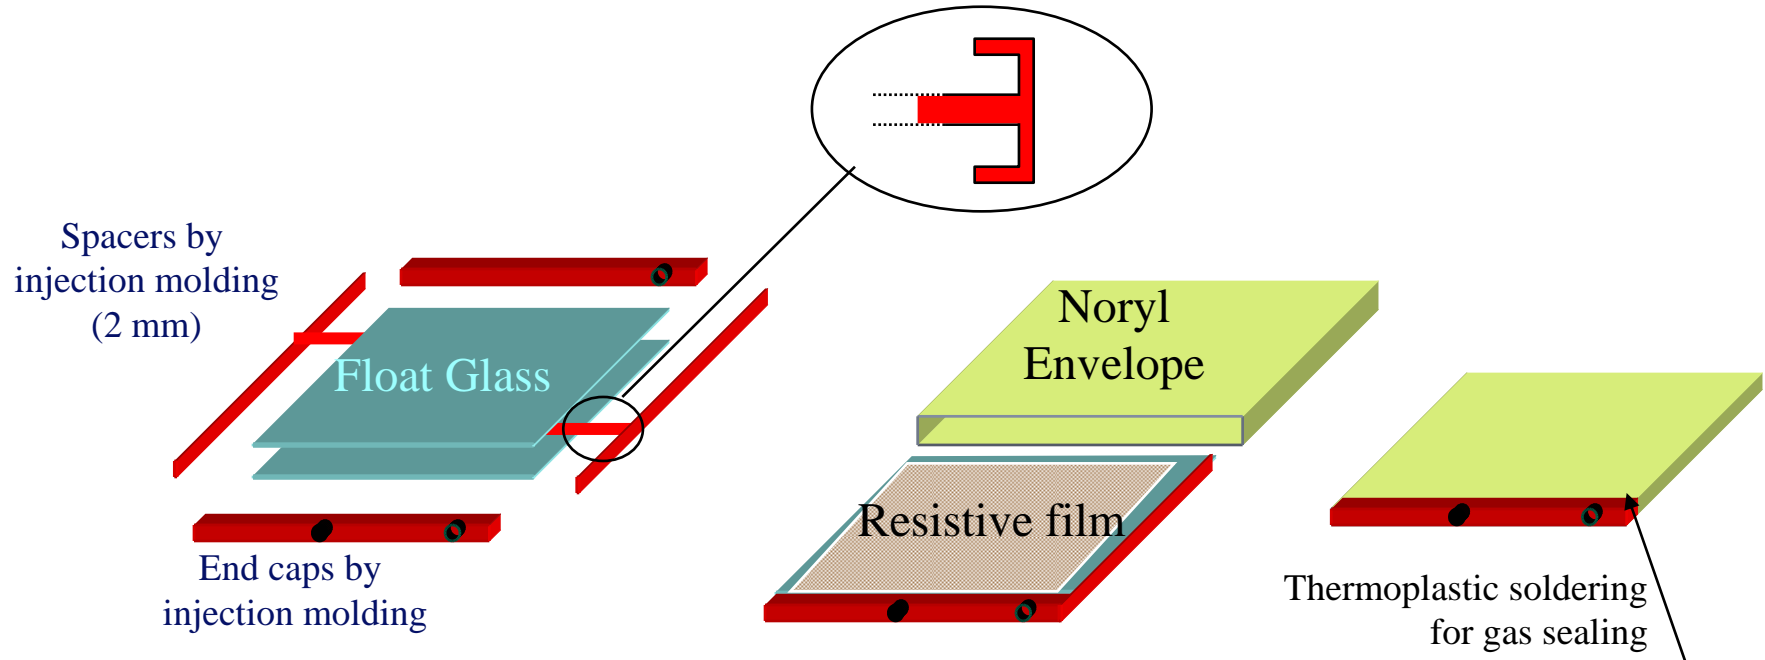 Spacers by
injection molding
(2 mm)
Float Glass
End caps by
injection molding
Noryl
Envelope
Resistive film
Thermoplastic soldering
for gas sealing